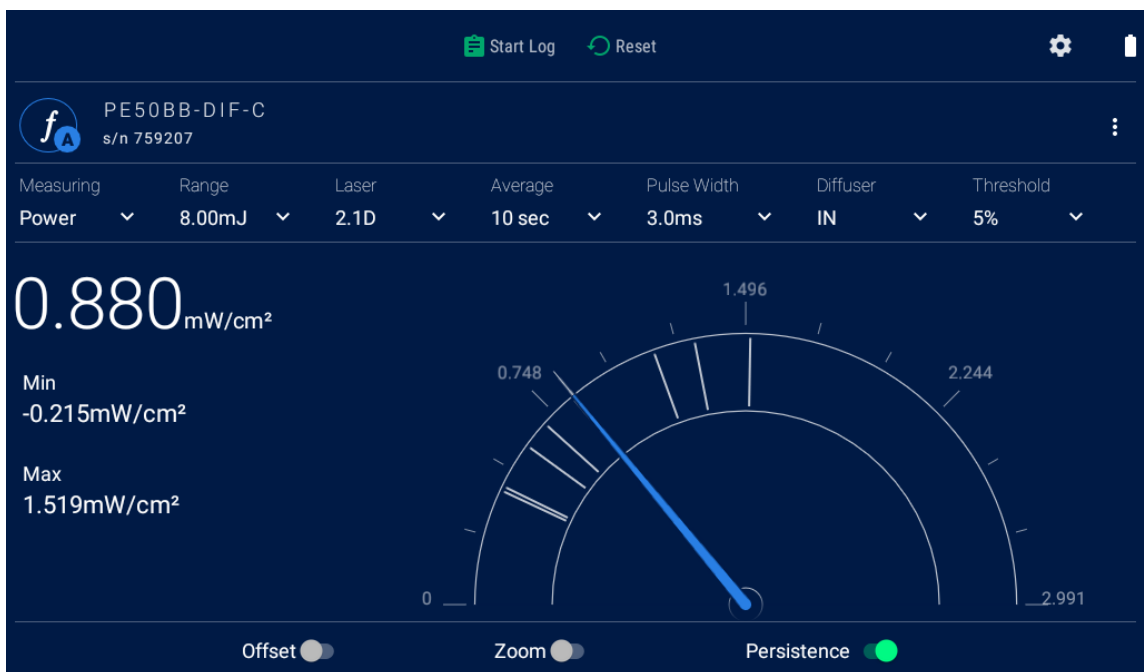 Start Log Reset
PE50BB-DIF-C
f A
s/n 759207
Measuring Range Laser Average Pulse Width Diffuser Threshold
Power 8.00mJ 2.1D 10 sec 3.0ms IN 5%
0.880mW/cm²
Min
-0.215mW/cm²
Max
1.519mW/cm²
1.496
0.748
2.244
0
2.991
Offset Zoom Persistence